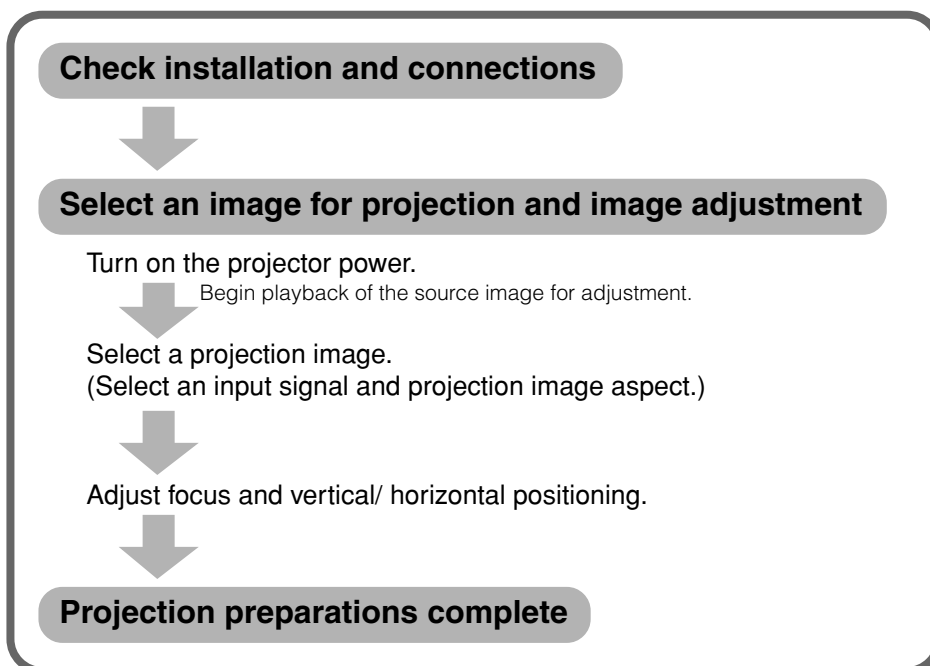 Check installation and connections
Select an image for projection and image adjustment
Turn on the projector power.
Begin playback of the source image for adjustment.
Select a projection image.
(Select an input signal and projection image aspect.)
Adjust focus and vertical/ horizontal positioning.
Projection preparations complete